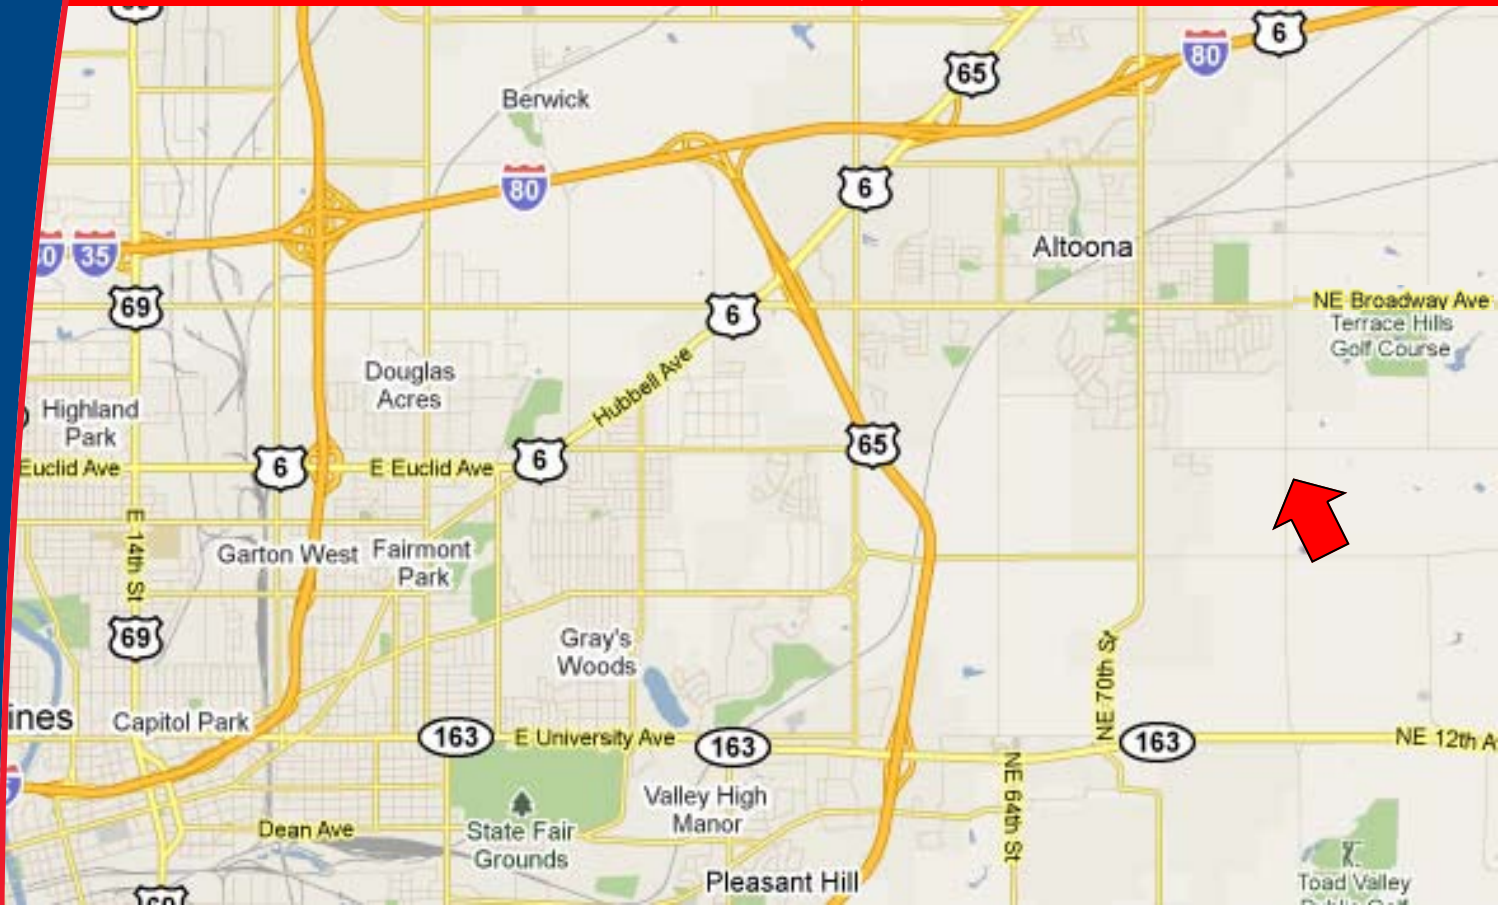 6
80
65
Berwick
6
80
35
Altoona
69
6
NE Broadway Ave
Terrace Hills
Golf Course
Douglas
Acres
Hubbell Ave
Highland
Park
65
Euclid Ave
6
E Euclid Ave
6
E 14th St
Garton West
Fairmont
Park
69
Gray's
Woods
NE 70th St
ines
Capitol Park
163
E University Ave
163
163
NE 12th A
NE 64th St
Valley High
Manor
Dean Ave
State Fair
Grounds
Pleasant Hill
Toad Valley